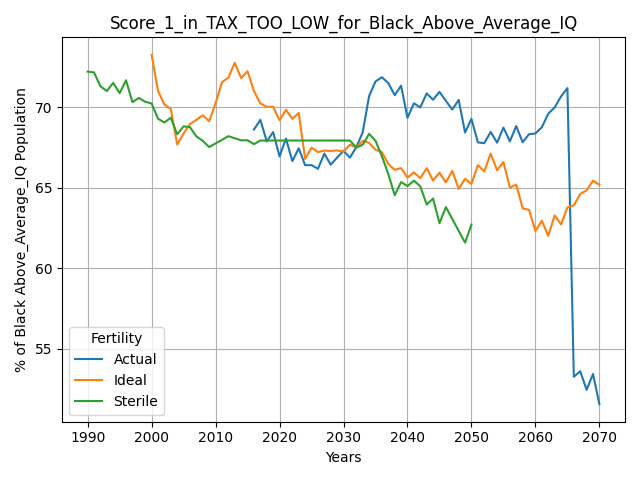 Score_1_in_TAX_TOO_LOW_for_Black_Above_Average_IQ
% of Black Above_Average_IQ Population
70
65
60
55
Fertility
Actual
Ideal
Sterile
1990 2000 2010 2020 2030 2040 2050 2060 2070
Years